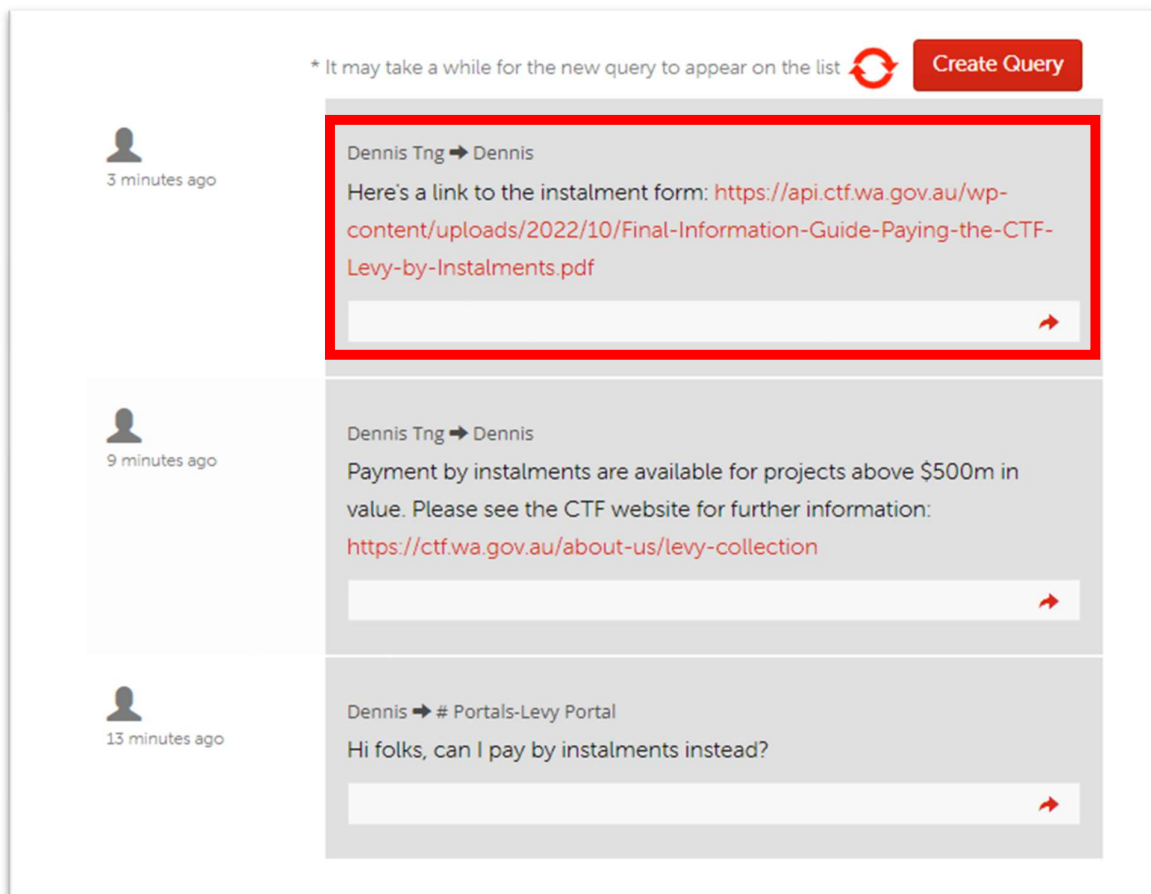 * It may take a while for the new query to appear on the list
Create Query
3 minutes ago
Dennis Tng ➔ Dennis
Here's a link to the instalment form: https://api.ctf.wa.gov.au/wp-
content/uploads/2022/10/Final-Information-Guide-Paying-the-CTF-
Levy-by-Instalments.pdf
9 minutes ago
Dennis Tng ➔ Dennis
Payment by instalments are available for projects above $500m in
value. Please see the CTF website for further information:
https://ctf.wa.gov.au/about-us/levy-collection
13 minutes ago
Dennis ➔ # Portals-Levy Portal
Hi folks, can I pay by instalments instead?